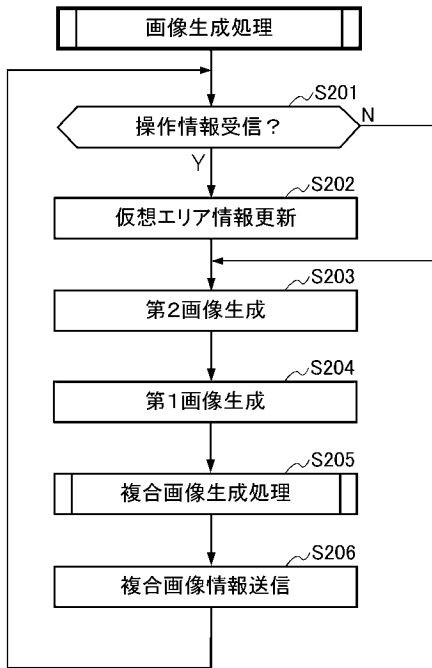 画像生成処理
S201
操作情報受信？
N
Y
S202
仮想エリア情報更新
S203
第2画像生成
S204
第1画像生成
S205
複合画像生成処理
S206
複合画像情報送信